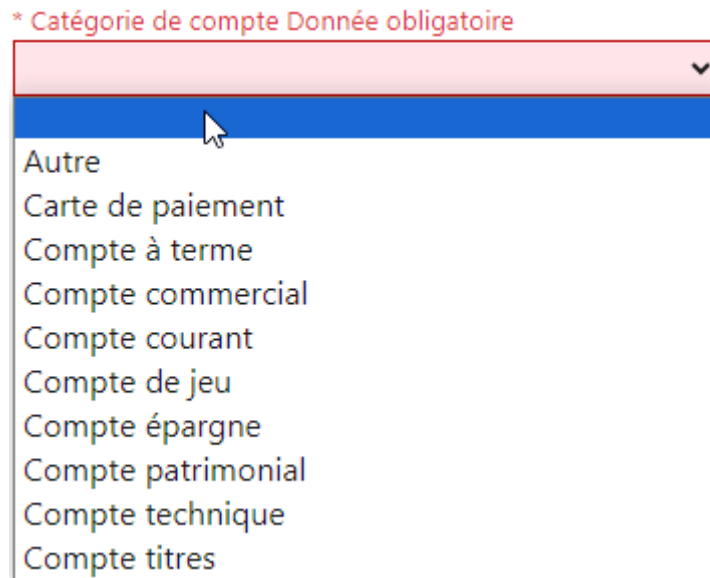 * Catégorie de compte Donnée obligatoire
Autre
Carte de paiement
Compte à terme
Compte commercial
Compte courant
Compte de jeu
Compte épargne
Compte patrimonial
Compte technique
Compte titres